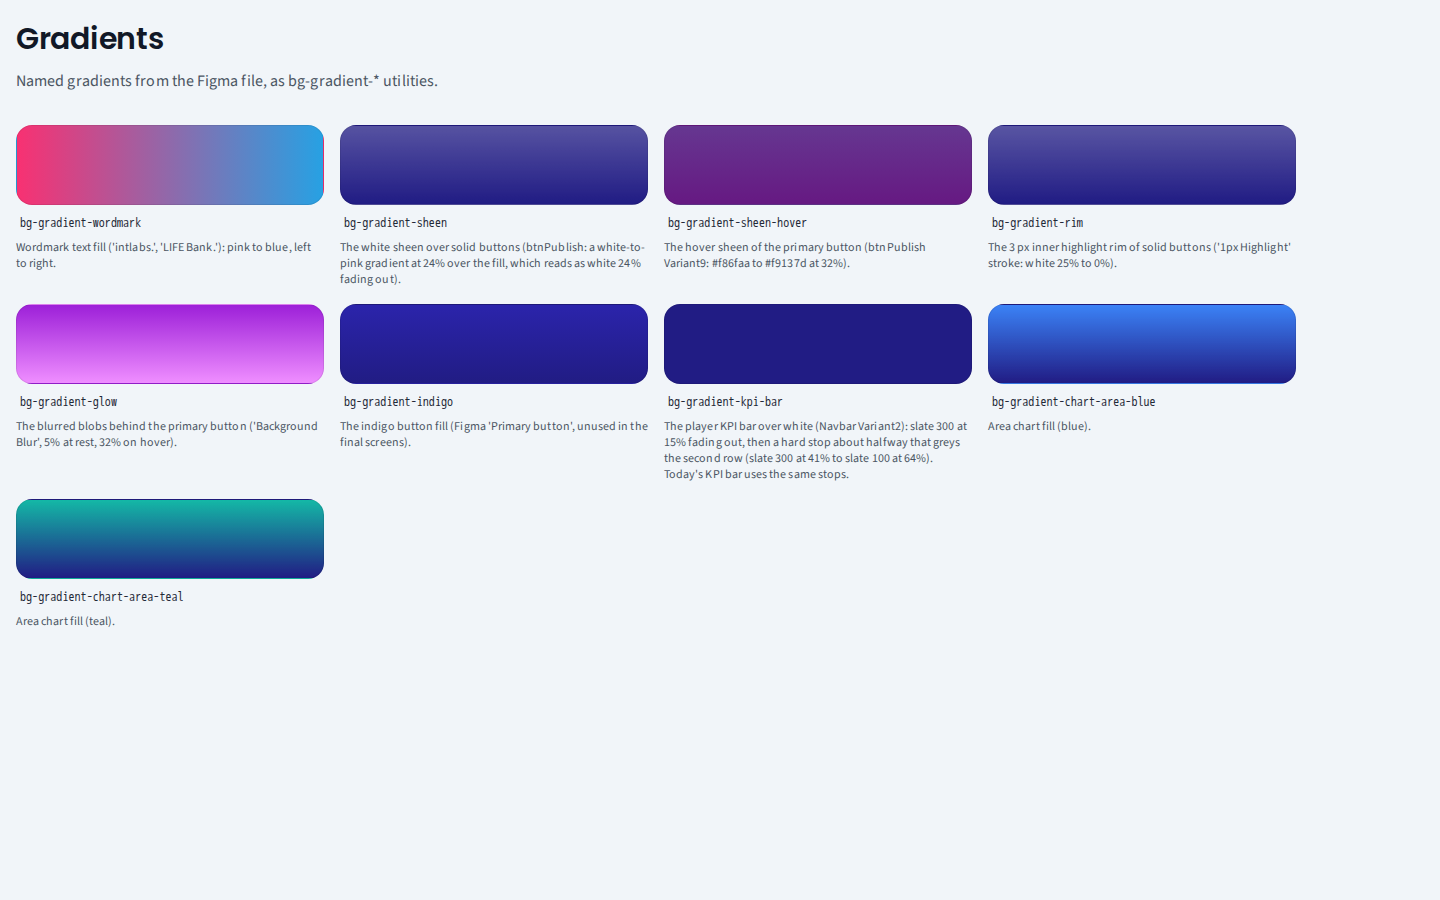 Gradients
Named gradients from the Figma file, as bg-gradient-* utilities.
bg-gradient-wordmark
Wordmark text fill ('intlabs.', 'LIFE Bank.'): pink to blue, left
to right.
bg-gradient-sheen
The white sheen over solid buttons (btnPublish: a white-to-
pink gradient at 24% over the fill, which reads as white 24%
fading out).
bg-gradient-sheen-hover
The hover sheen of the primary button (btnPublish
Variant9: #f86faa to #f9137d at 32%).
bg-gradient-rim
The 3px inner highlight rim of solid buttons ('1px Highlight'
stroke: white 25% to 0%).
bg-gradient-glow
The blurred blobs behind the primary button ('Background
Blur', 5% at rest, 32% on hover).
bg-gradient-indigo
The indigo button fill (Figma 'Primary button', unused in the
final screens).
bg-gradient-kpi-bar
The player KPI bar over white (Navbar Variant2): slate 300 at
15% fading out, then a hard stop about halfway that greys
the second row (slate 300 at 41% to slate 100 at 64%).
Today's KPI bar uses the same stops.
bg-gradient-chart-area-blue
Area chart fill (blue).
bg-gradient-chart-area-teal
Area chart fill (teal).